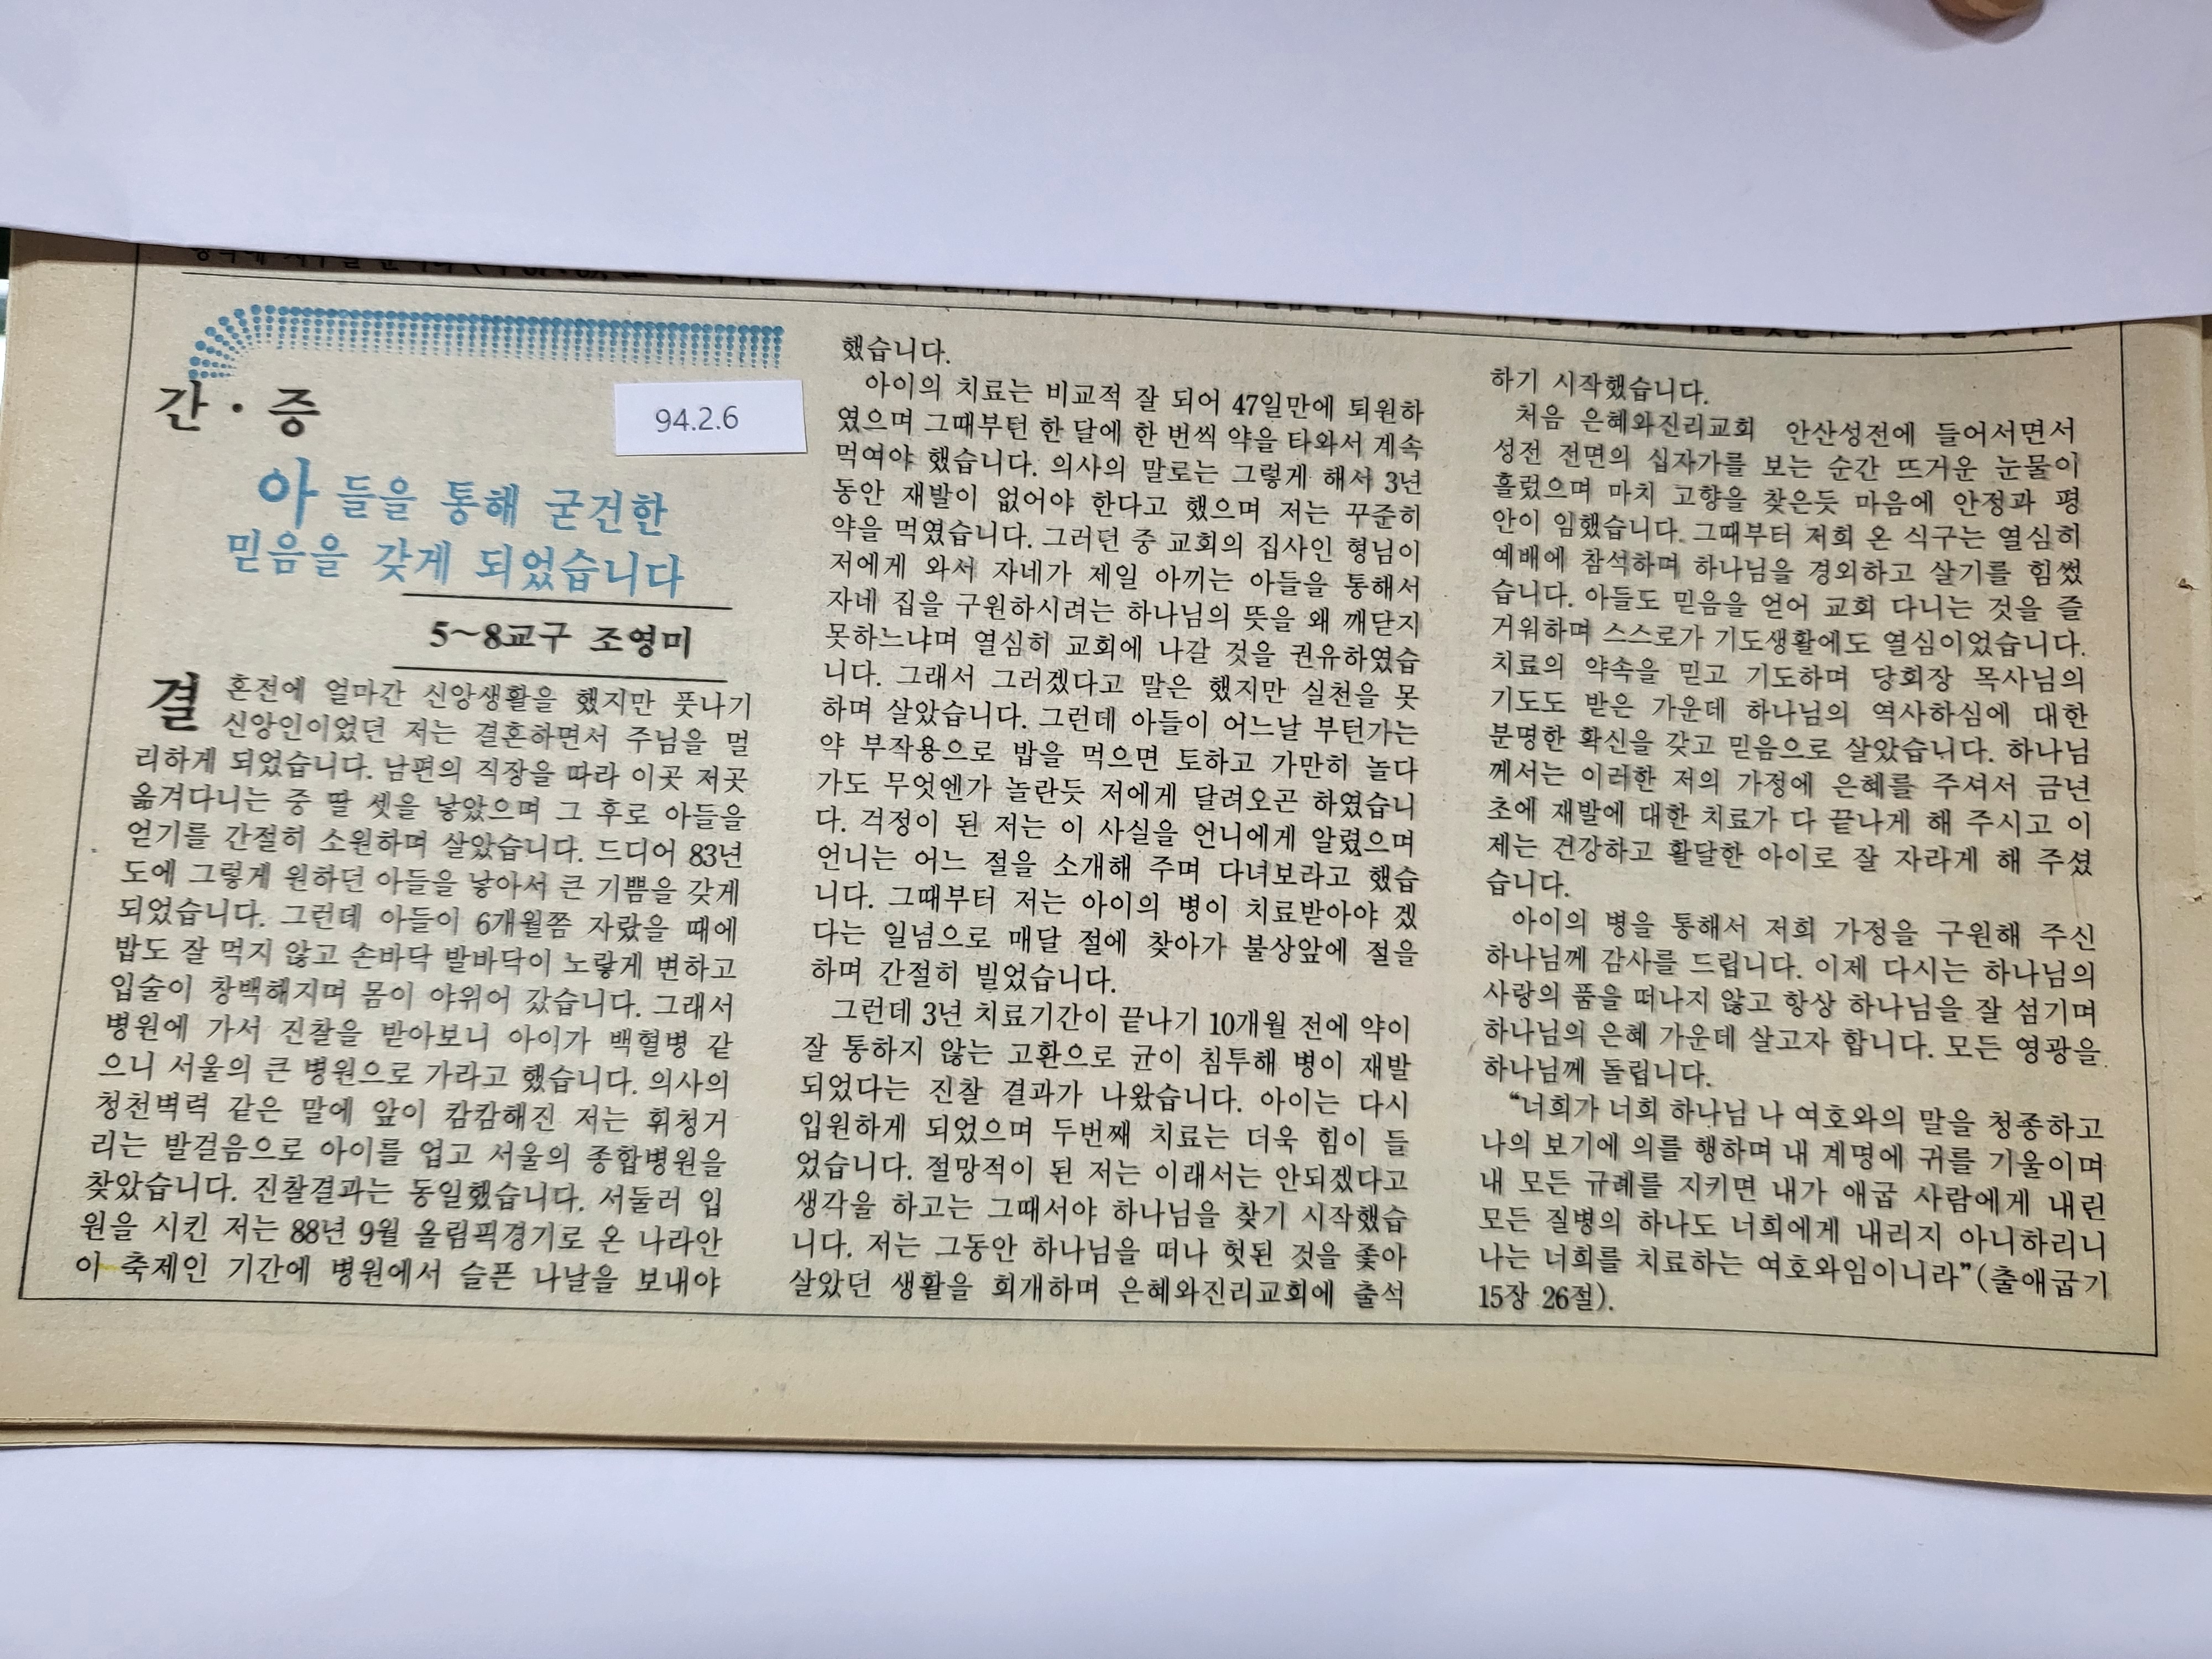 간·증
94.2.6
아들을 통해 굳건한
믿음을 갖게 되었습니다
5~8교구 조영미
결혼전에 얼마간 신앙생활을 했지만 풋나기
신앙인이었던 저는 결혼하면서 주님을 멀
리하게 되었습니다. 남편의 직장을 따라 이곳 저곳
옮겨다니는 중 딸 셋을 낳았으며 그 후로 아들을
얻기를 간절히 소원하며 살았습니다. 드디어 83년
도에 그렇게 원하던 아들을 낳아서 큰 기쁨을 갖게
되었습니다. 그런데 아들이 6개월쯤 자랐을 때에
밥도 잘 먹지 않고 손바닥 발바닥이 노랗게 변하고
입술이 창백해지며 몸이 야위어 갔습니다. 그래서
병원에 가서 진찰을 받아보니 아이가 백혈병 같
으니 서울의 큰 병원으로 가라고 했습니다. 의사의
청천벽력 같은 말에 앞이 캄캄해진 저는 휘청거
리는 발걸음으로 아이를 업고 서울의 종합병원을
찾았습니다. 진찰결과는 동일했습니다. 서둘러 입
원을 시킨 저는 88년 9월 올림픽경기로 온 나라안
아 축제인 기간에 병원에서 슬픈 나날을 보내야
했습니다.
아이의 치료는 비교적 잘 되어 47일만에 퇴원하
였으며 그때부턴 한 달에 한 번씩 약을 타와서 계속
먹여야 했습니다. 의사의 말로는 그렇게 해서 3년
동안 재발이 없어야 한다고 했으며 저는 꾸준히
약을 먹였습니다. 그러던 중 교회의 집사인 형님이
저에게 와서 자네가 제일 아끼는 아들을 통해서
자네 집을 구원하시려는 하나님의 뜻을 왜 깨닫지
못하느냐며 열심히 교회에 나갈 것을 권유하였습
니다. 그래서 그러겠다고 말은 했지만 실천을 못
하며 살았습니다. 그런데 아들이 어느날 부턴가는
약 부작용으로 밥을 먹으면 토하고 가만히 놀다
가도 무엇엔가 놀란듯 저에게 달려오곤 하였습니
다. 걱정이 된 저는 이 사실을 언니에게 알렸으며
언니는 어느 절을 소개해 주며 다녀보라고 했습
니다. 그때부터 저는 아이의 병이 치료받아야 겠
다는 일념으로 매달 절에 찾아가 불상앞에 절을
하며 간절히 빌었습니다.
그런데 3년 치료기간이 끝나기 10개월 전에 약이
잘 통하지 않는 고환으로 균이 침투해 병이 재발
되었다는 진찰 결과가 나왔습니다. 아이는 다시
입원하게 되었으며 두번째 치료는 더욱 힘이 들
었습니다. 절망적이 된 저는 이래서는 안되겠다고
생각을 하고는 그때서야 하나님을 찾기 시작했습
니다. 저는 그동안 하나님을 떠나 헛된 것을 좇아
살았던 생활을 회개하며 은혜와진리교회에 출석
하기 시작했습니다.
처음 은혜와진리교회 안산성전에 들어서면서
성전 전면의 십자가를 보는 순간 뜨거운 눈물이
흘렀으며 마치 고향을 찾은듯 마음에 안정과 평
안이 임했습니다. 그때부터 저희 온 식구는 열심히
예배에 참석하며 하나님을 경외하고 살기를 힘썼
습니다. 아들도 믿음을 얻어 교회 다니는 것을 즐
거워하며 스스로가 기도생활에도 열심이었습니다.
치료의 약속을 믿고 기도하며 당회장 목사님의
기도도 받은 가운데 하나님의 역사하심에 대한
분명한 확신을 갖고 믿음으로 살았습니다. 하나님
께서는 이러한 저의 가정에 은혜를 주셔서 금년
초에 재발에 대한 치료가 다 끝나게 해 주시고 이
제는 건강하고 활달한 아이로 잘 자라게 해 주셨
습니다.
아이의 병을 통해서 저희 가정을 구원해 주신
하나님께 감사를 드립니다. 이제 다시는 하나님의
사랑의 품을 떠나지 않고 항상 하나님을 잘 섬기며
하나님의 은혜 가운데 살고자 합니다. 모든 영광을
하나님께 돌립니다.
“너희가 너희 하나님 나 여호와의 말을 청종하고
나의 보기에 의를 행하며 내 계명에 귀를 기울이며
내 모든 규례를 지키면 내가 애굽 사람에게 내린
모든 질병의 하나도 너희에게 내리지 아니하리니
나는 너희를 치료하는 여호와임이니라”(출애굽기
15장 26절).